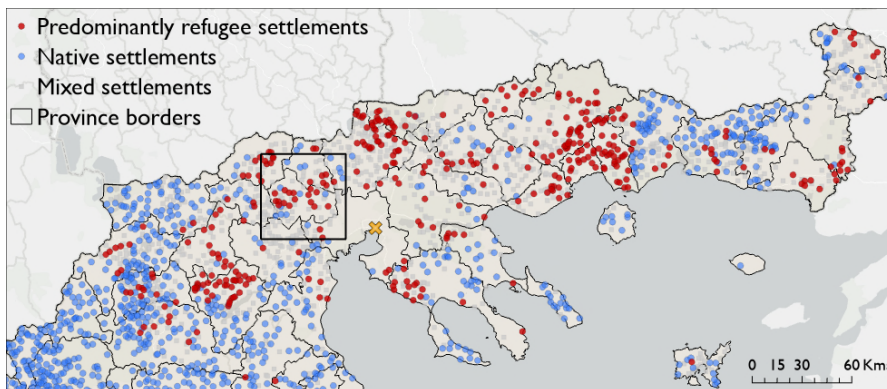 Predominantly refugee settlements
Native settlements
Mixed settlements
Province borders
0 15 30 60 Km